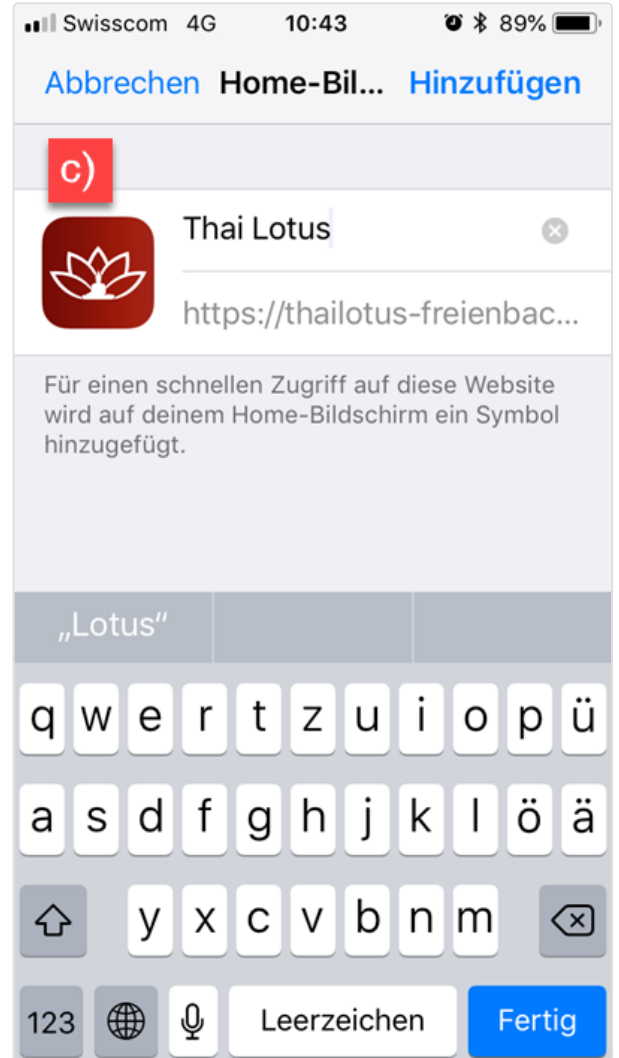 Swisscom 4G 10:43 89%
Abbrechen Home-Bil... Hinzufügen
c)
Thai Lotus
https://thailotus-freienbac...
Für einen schnellen Zugriff auf diese Website
wird auf deinem Home-Bildschirm ein Symbol
hinzugefügt.
„Lotus“
q w e r t z u i o p ü
a s d f g h j k l ö ä
y x c v b n m
123 Leerzeichen Fertig